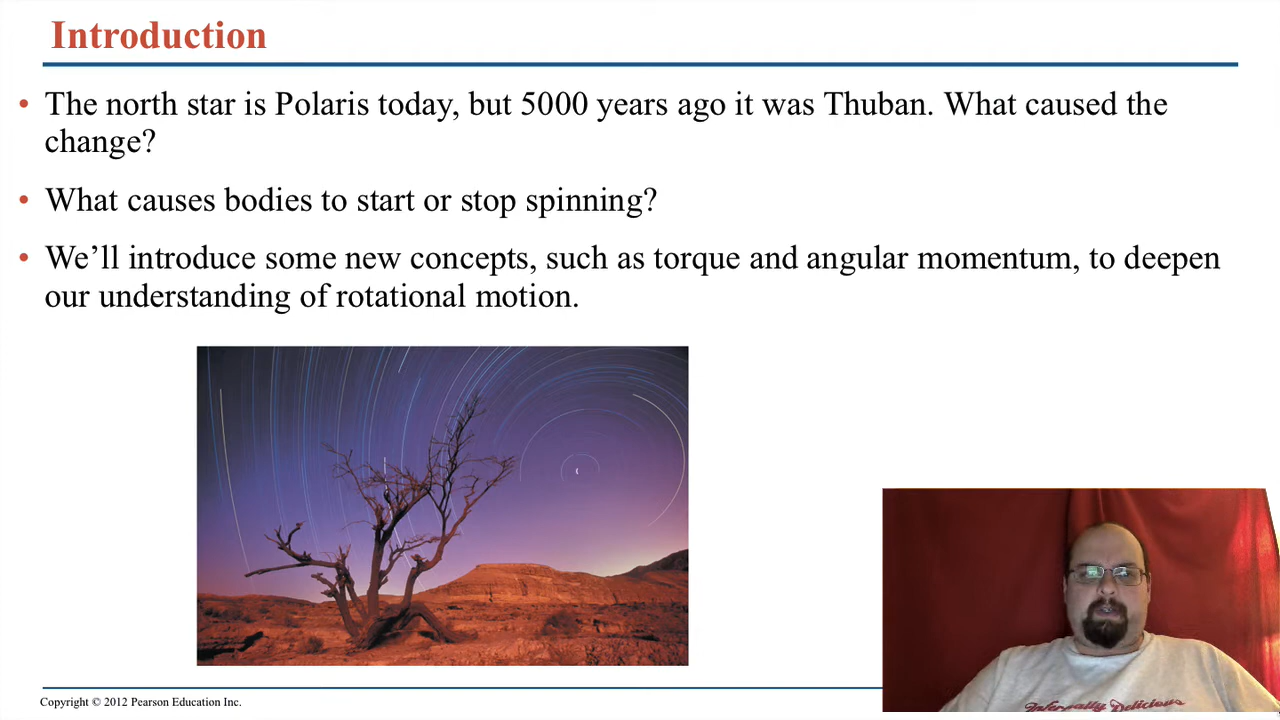 Introduction
• The north star is Polaris today, but 5000 years ago it was Thuban. What caused the
change?
• What causes bodies to start or stop spinning?
• We’ll introduce some new concepts, such as torque and angular momentum, to deepen
our understanding of rotational motion.
Copyright © 2012 Pearson Education Inc.
Infernally Delicious